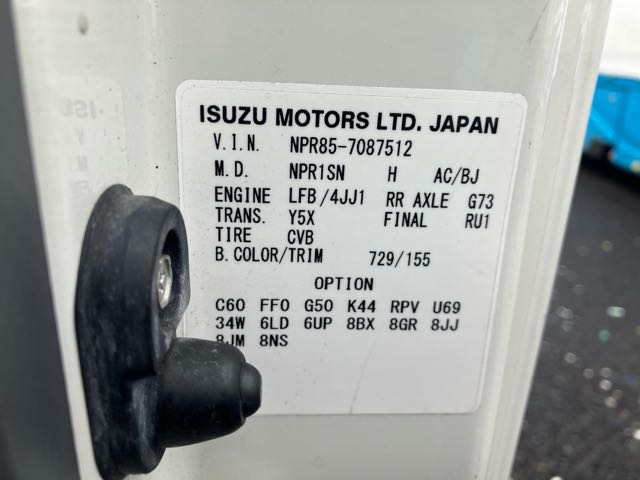 ISUZU MOTORS LTD. JAPAN
V.I.N. NPR85-7087512
M.D. NPR1SN H AC/BJ
ENGINE LFB/4JJ1 RR AXLE G73
TRANS. Y5X FINAL RU1
TIRE CVB
B.COLOR/TRIM 729/155
OPTION
C60 FF0 G50 K44 RPV U69
34W 6LD 6UP 8BX 8GR 8JJ
8JM 8NS